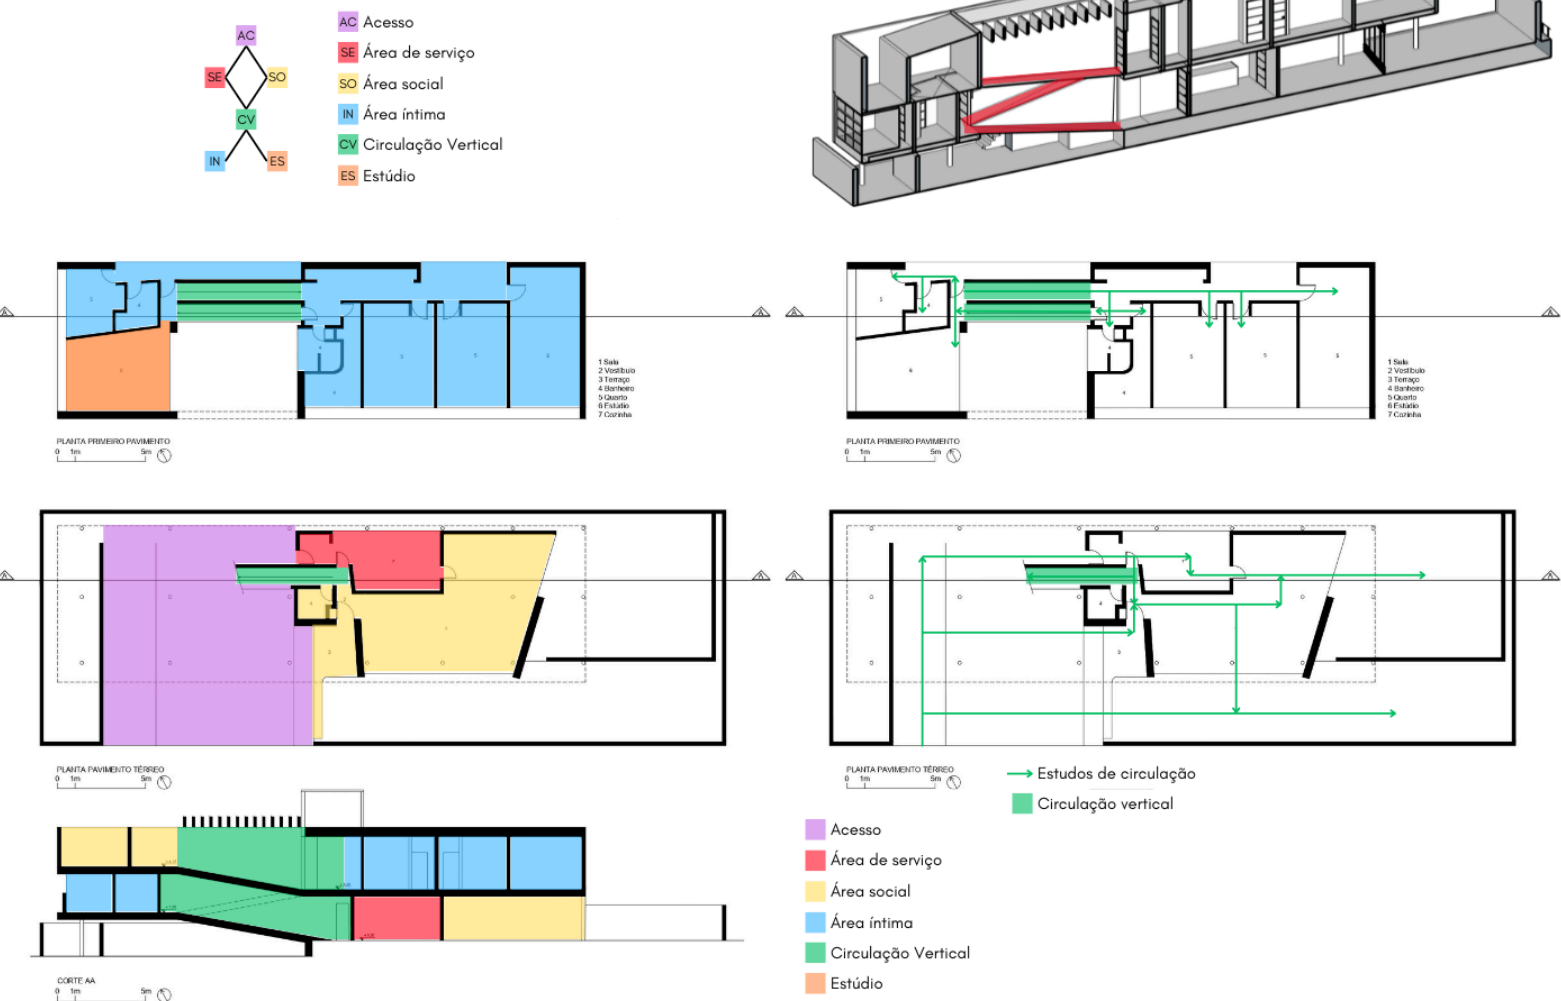 AC
SE
SO
CV
IN
ES
AC Acesso
SE Área de serviço
SO Área social
IN Área íntima
CV Circulação Vertical
ES Estúdio
1 Sala
2 Vestíbulo
3 Terraço
4 Banheiro
5 Quarto
6 Estúdio
7 Cozinha
PLANTA PRIMEIRO PAVIMENTO
0 1m 5m
1 Sala
2 Vestíbulo
3 Terraço
4 Banheiro
5 Quarto
6 Estúdio
7 Cozinha
PLANTA PRIMEIRO PAVIMENTO
0 1m 5m
PLANTA PAVIMENTO TÉRREO
0 1m 5m
PLANTA PAVIMENTO TÉRREO
0 1m 5m
Estudos de circulação
Circulação vertical
CORTE AA
0 1m 5m
Acesso
Área de serviço
Área social
Área íntima
Circulação Vertical
Estúdio